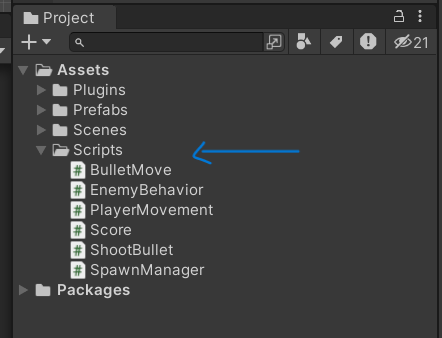 Project
21
Assets
Plugins
Prefabs
Scenes
Scripts
# BulletMove
# EnemyBehavior
# PlayerMovement
# Score
# ShootBullet
# SpawnManager
Packages